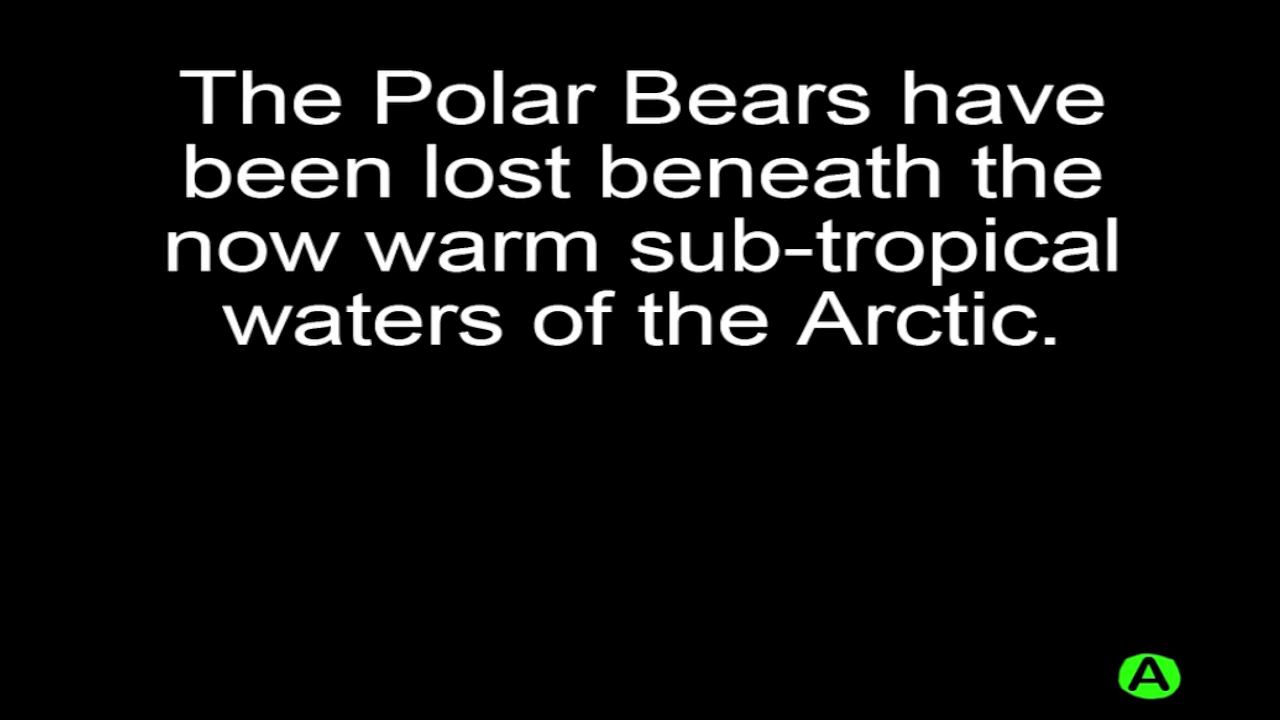 The Polar Bears have
been lost beneath the
now warm sub-tropical
waters of the Arctic.
A